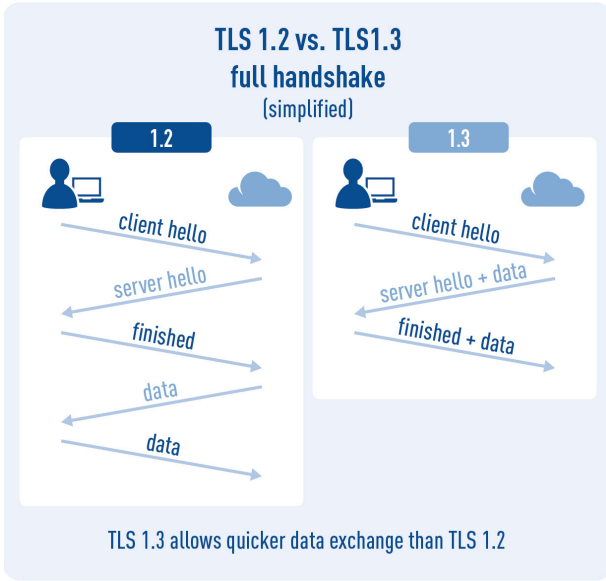 TLS 1.2 vs. TLS1.3
full handshake
(simplified)
1.2
client hello
server hello
finished
data
data
1.3
client hello
server hello + data
finished + data
TLS 1.3 allows quicker data exchange than TLS 1.2